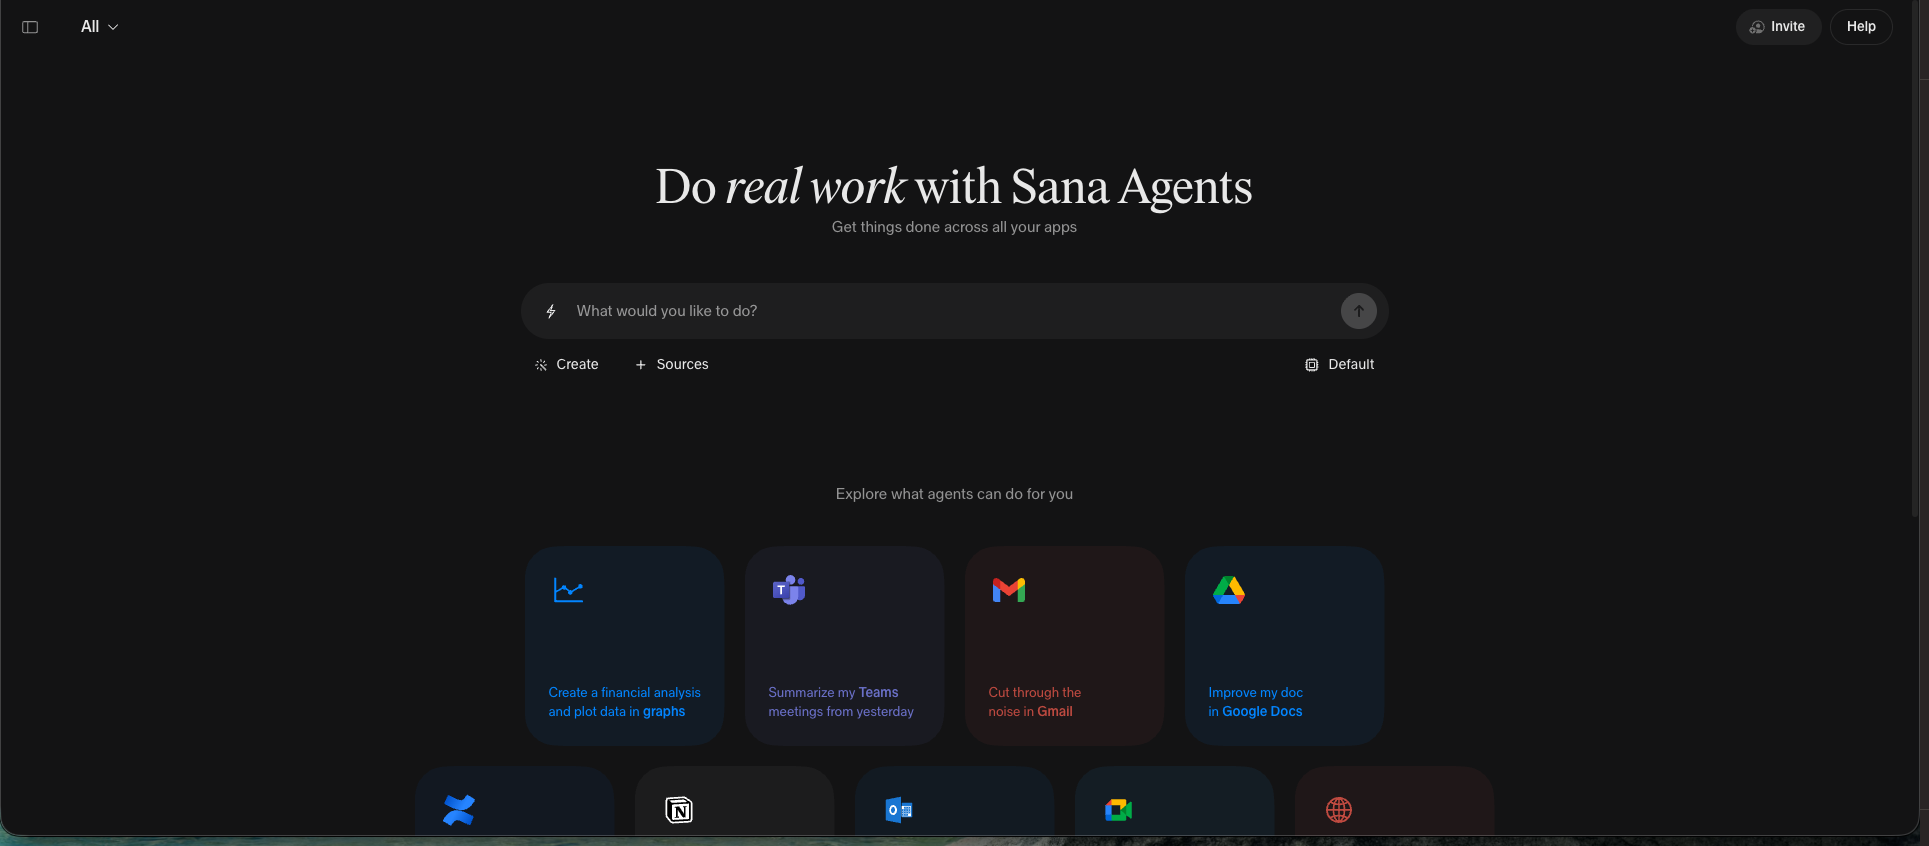 All
Invite
Help
Do real work with Sana Agents
Get things done across all your apps
What would you like to do?
Create
Sources
Default
Explore what agents can do for you
Create a financial analysis
and plot data in graphs
Summarize my Teams
meetings from yesterday
Cut through the
noise in Gmail
Improve my doc
in Google Docs